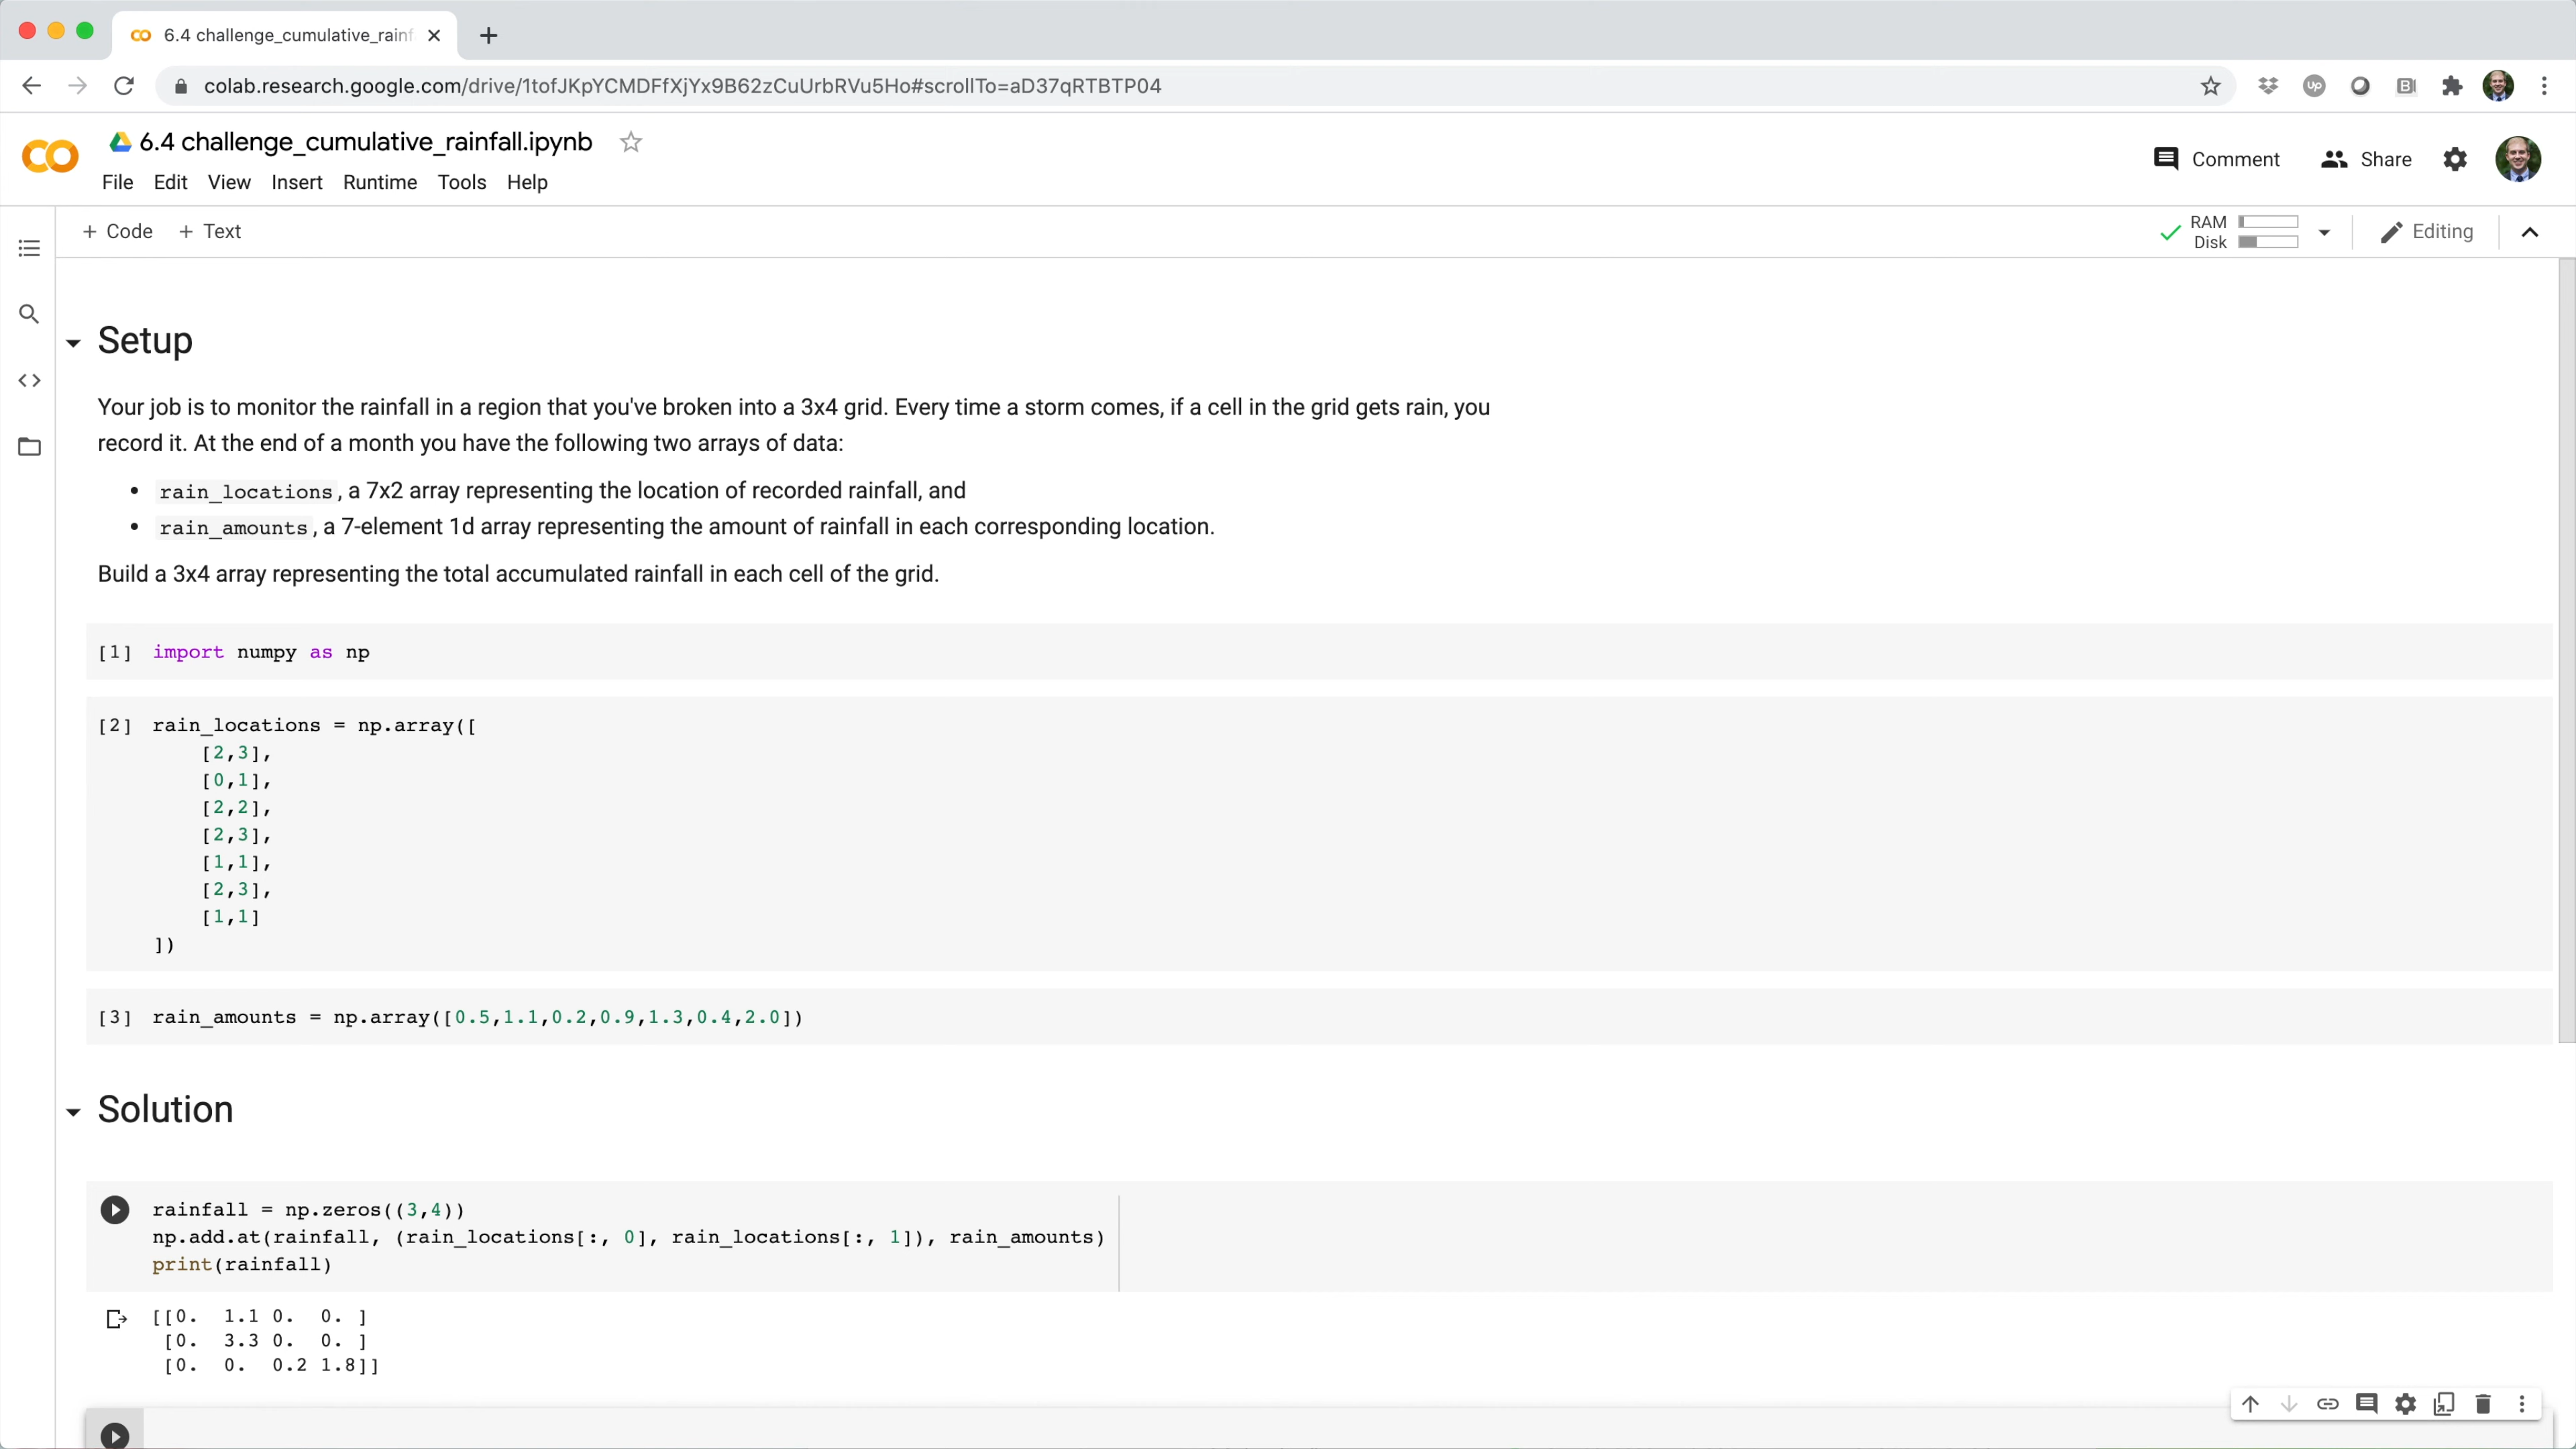 6.4 challenge_cumulative_rainf
colab.research.google.com/drive/1tofJKpYCMDFfXjYx9B62zCuUrbRVu5Ho#scrollTo=aD37qRTBTP04
6.4 challenge_cumulative_rainfall.ipynb
Comment Share
File Edit View Insert Runtime Tools Help
+ Code + Text
RAM
Disk
Editing
Setup
Your job is to monitor the rainfall in a region that you've broken into a 3x4 grid. Every time a storm comes, if a cell in the grid gets rain, you
record it. At the end of a month you have the following two arrays of data:
• rain_locations, a 7x2 array representing the location of recorded rainfall, and
• rain_amounts, a 7-element 1d array representing the amount of rainfall in each corresponding location.
Build a 3x4 array representing the total accumulated rainfall in each cell of the grid.
[1] import numpy as np
[2] rain_locations = np.array([
[2,3],
[0,1],
[2,2],
[2,3],
[1,1],
[2,3],
[1,1]
])
[3] rain_amounts = np.array([0.5,1.1,0.2,0.9,1.3,0.4,2.0])
Solution
rainfall = np.zeros((3,4))
np.add.at(rainfall, (rain_locations[:, 0], rain_locations[:, 1]), rain_amounts)
print(rainfall)
[[0. 1.1 0. 0. ]
[0. 3.3 0. 0. ]
[0. 0. 0.2 1.8]]